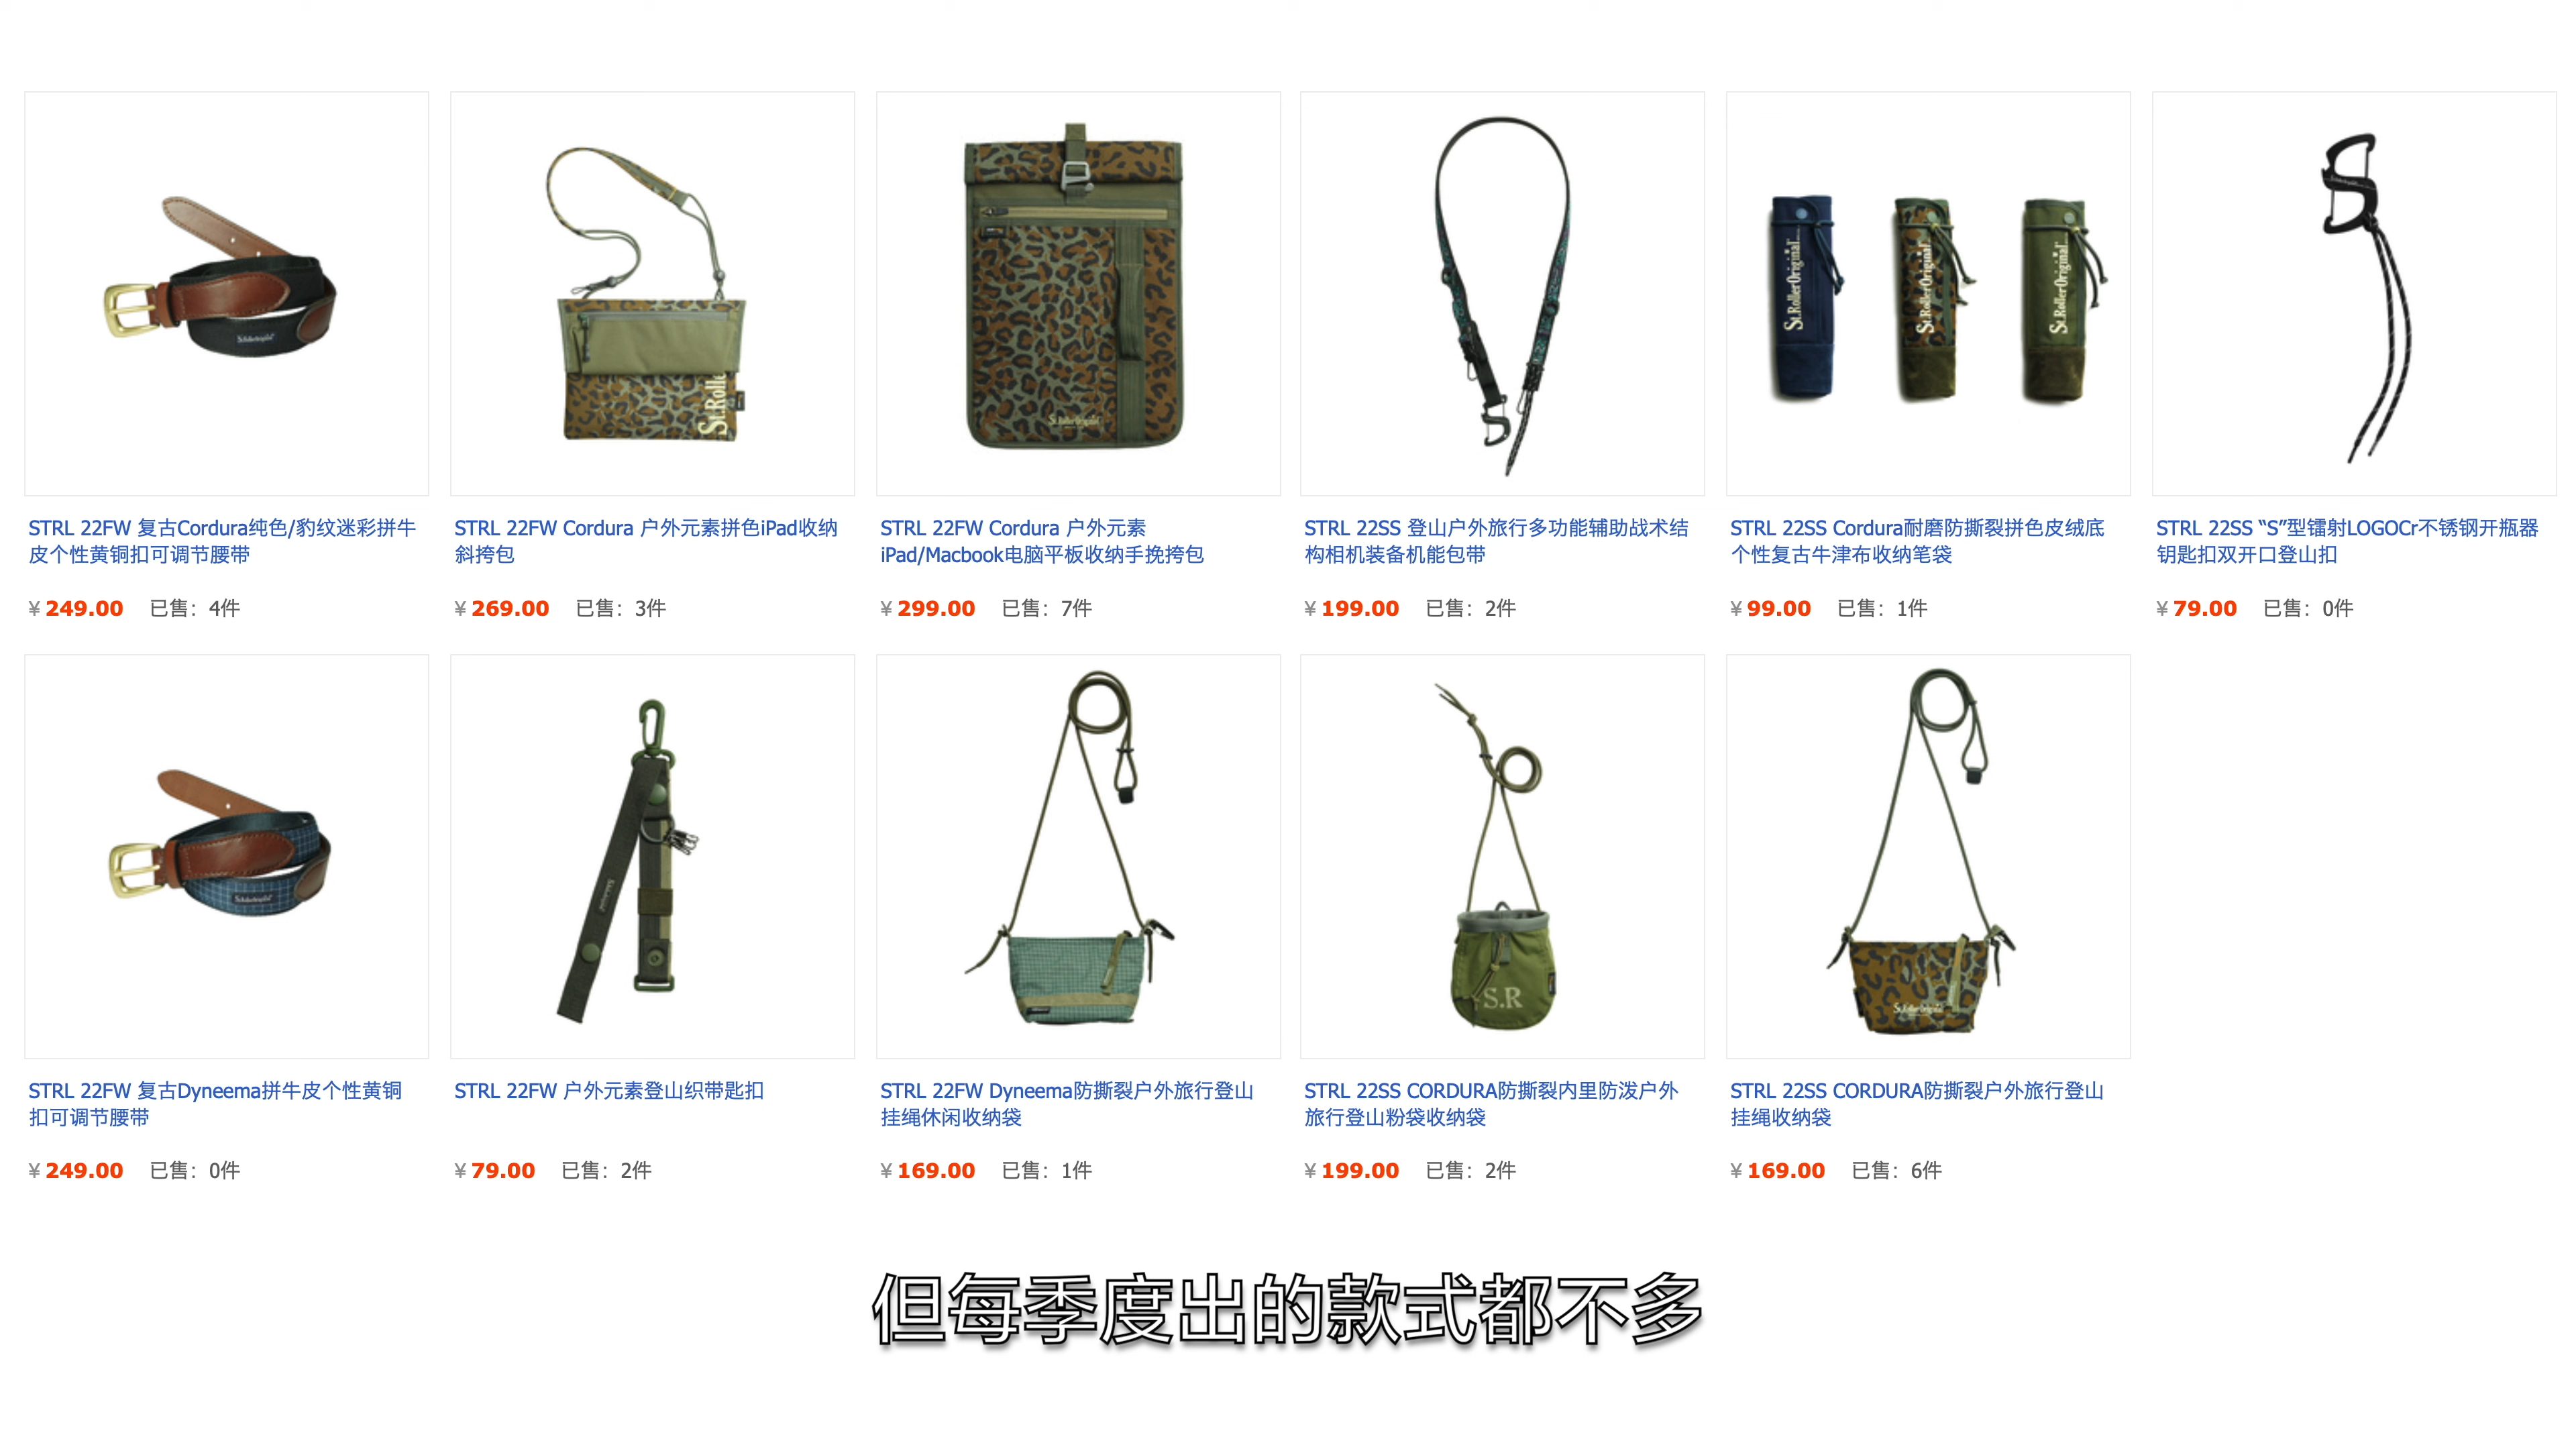 St.Roller
St.RollerOriginal
St.RollerOriginal
St.RollerOriginal
St.RollerOriginal
STRL 22FW 复古Cordura纯色/豹纹迷彩拼牛
皮个性黄铜扣可调节腰带
¥ 249.00 已售：4件
STRL 22FW Cordura 户外元素拼色iPad收纳
斜挎包
¥ 269.00 已售：3件
STRL 22FW Cordura 户外元素
iPad/Macbook电脑平板收纳手挽挎包
¥ 299.00 已售：7件
STRL 22SS 登山户外旅行多功能辅助战术结
构相机装备机能包带
¥ 199.00 已售：2件
STRL 22SS Cordura耐磨防撕裂拼色皮绒底
个性复古牛津布收纳笔袋
¥ 99.00 已售：1件
STRL 22SS “S”型镭射LOGOCr不锈钢开瓶器
钥匙扣双开口登山扣
¥ 79.00 已售：0件
S.R
St.RollerOriginal
STRL 22FW 复古Dyneema拼牛皮个性黄铜
扣可调节腰带
¥ 249.00 已售：0件
STRL 22FW 户外元素登山织带匙扣
¥ 79.00 已售：2件
STRL 22FW Dyneema防撕裂户外旅行登山
挂绳休闲收纳袋
¥ 169.00 已售：1件
STRL 22SS CORDURA防撕裂内里防泼户外
旅行登山粉袋收纳袋
¥ 199.00 已售：2件
STRL 22SS CORDURA防撕裂户外旅行登山
挂绳收纳袋
¥ 169.00 已售：6件
但每季度出的款式都不多